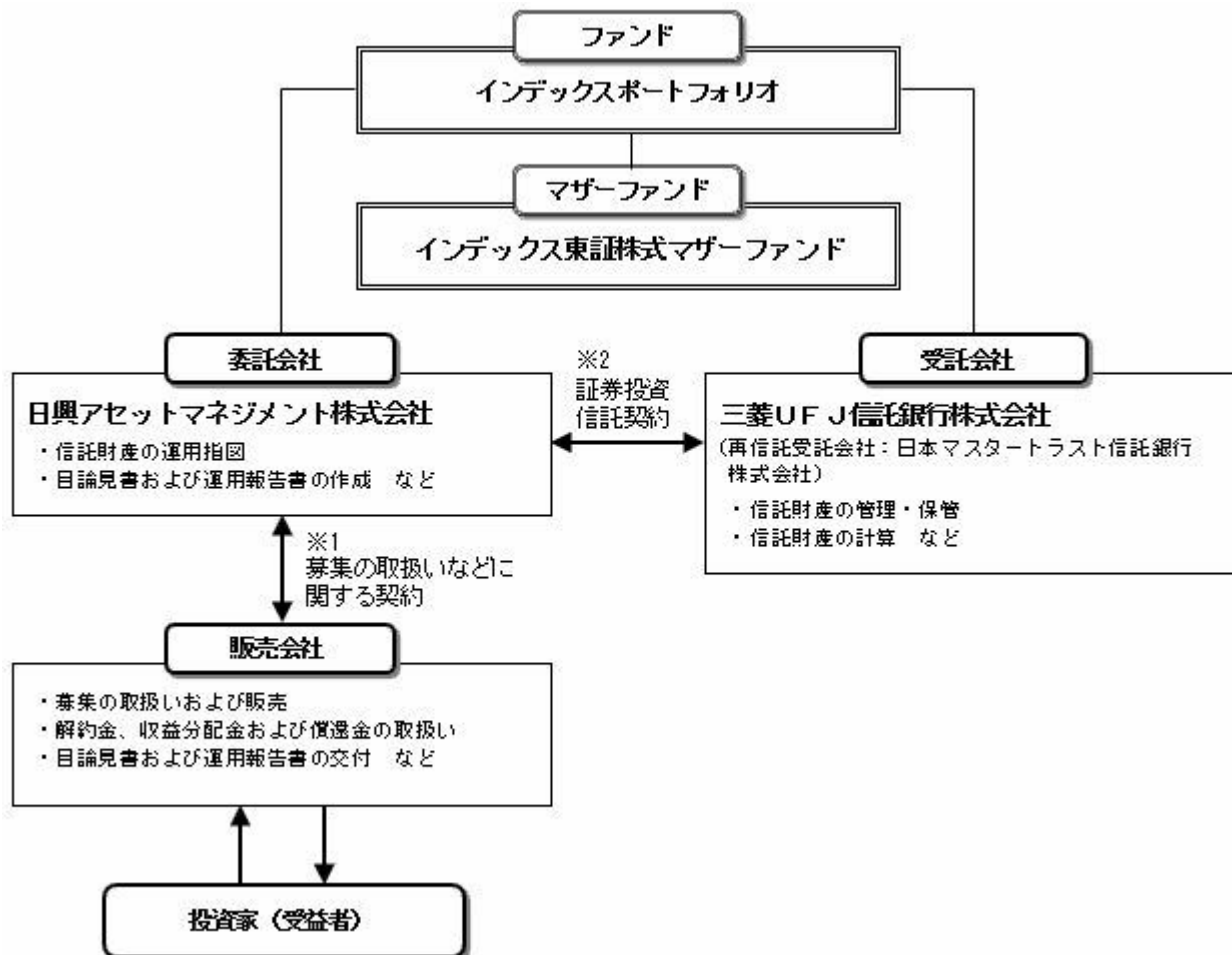 ファンド
インデックスポートフォリオ
マザーファンド
インデックス東証株式マザーファンド
委託会社
日興アセットマネジメント株式会社
・信託財産の運用指図
・目論見書および運用報告書の作成 など
※2
証券投資
信託契約
受託会社
三菱UFJ信託銀行株式会社
(再信託受託会社:日本マスタートラスト信託銀行
株式会社)
・信託財産の管理・保管
・信託財産の計算 など
※1
募集の取扱いなどに
関する契約
販売会社
・募集の取扱いおよび販売
・解約金、収益分配金および償還金の取扱い
・目論見書および運用報告書の交付 など
投資家(受益者)